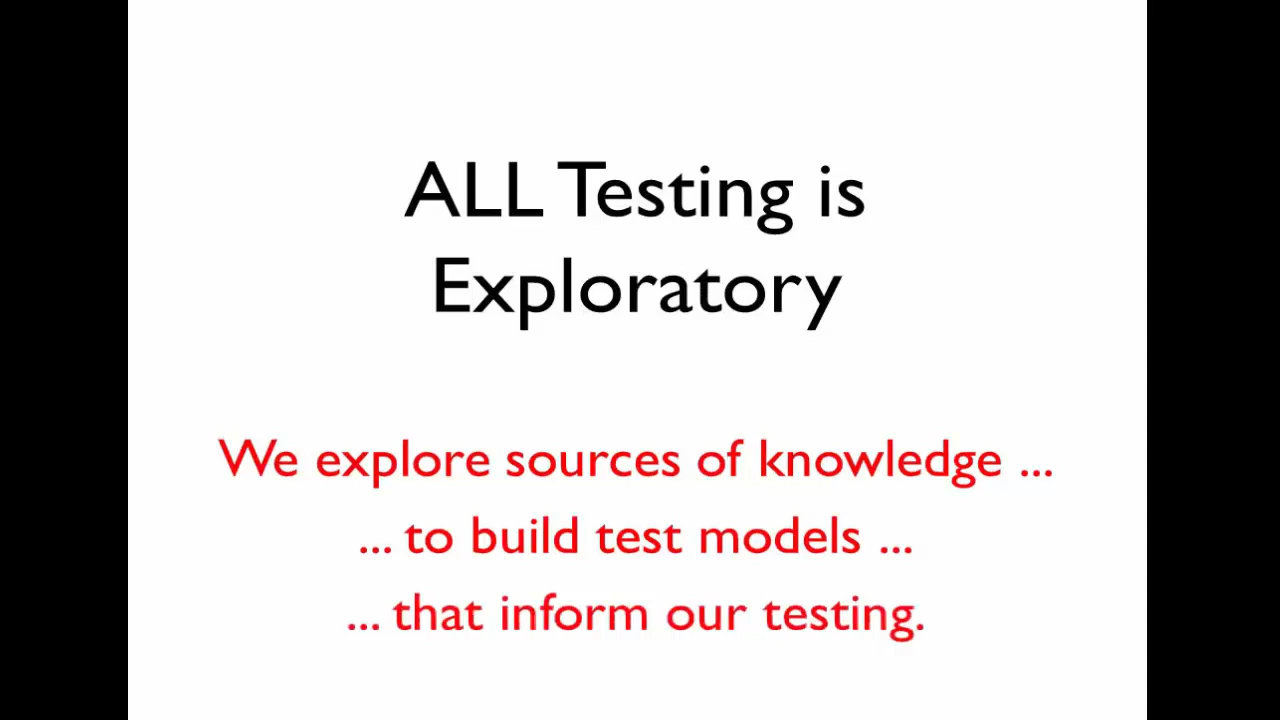 ALL Testing is
Exploratory
We explore sources of knowledge ...
... to build test models ...
... that inform our testing.